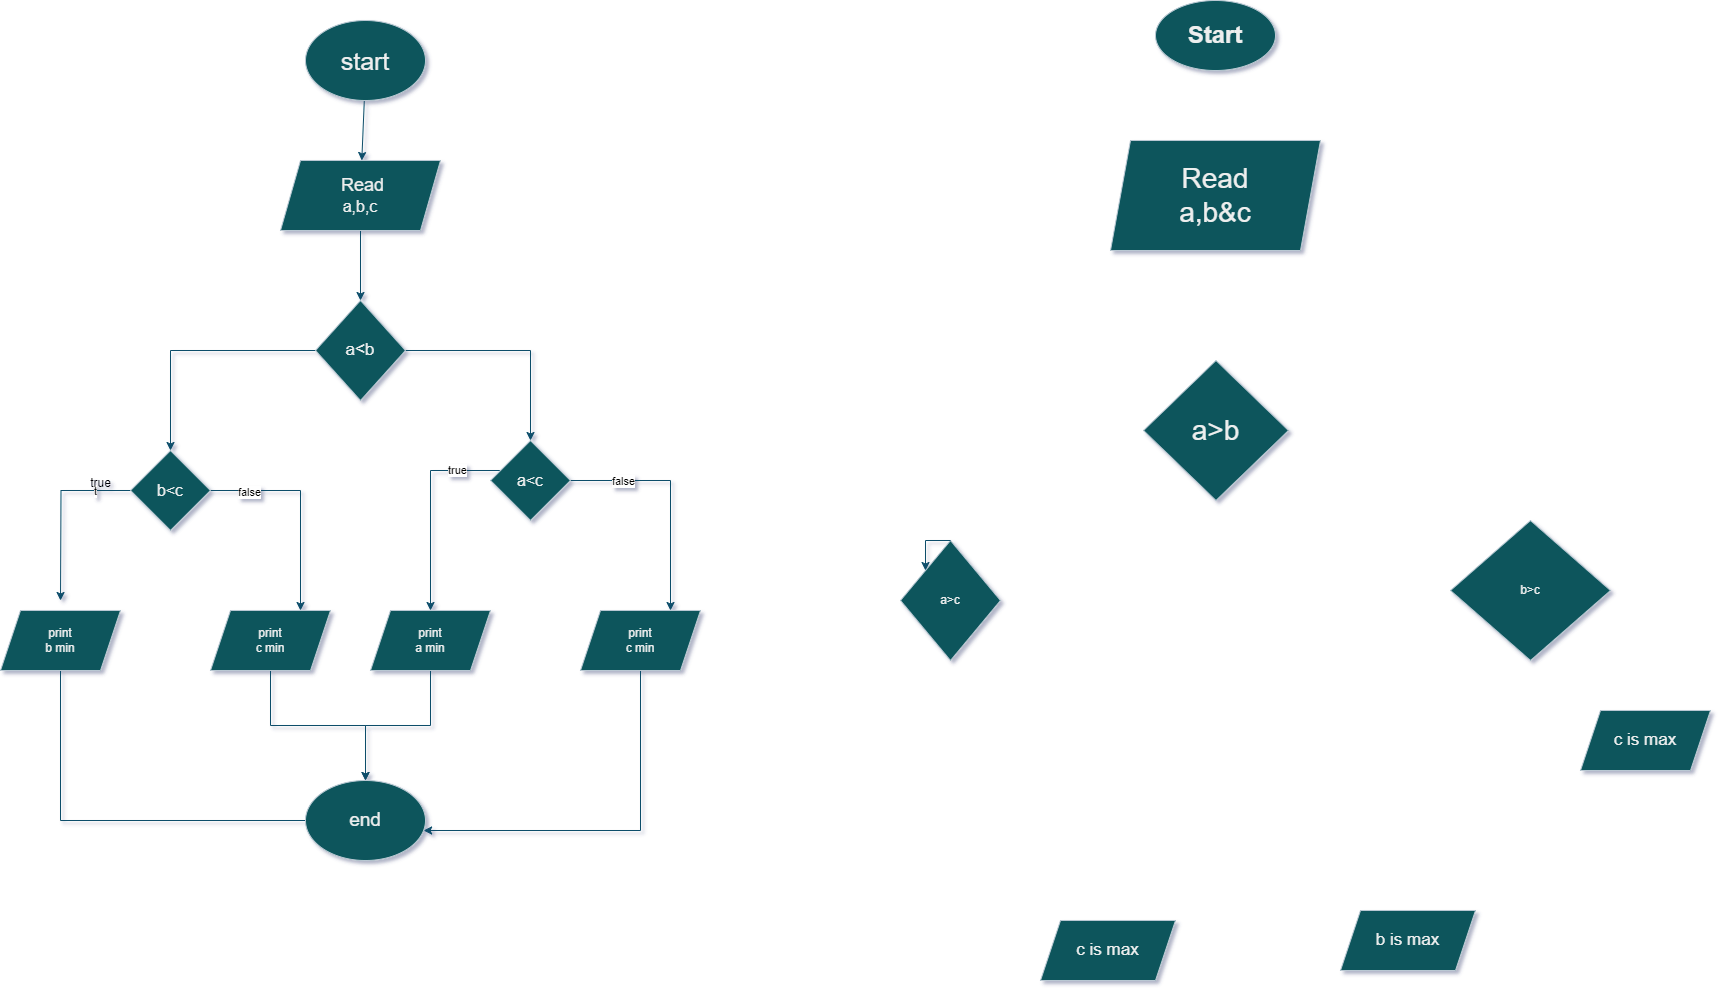 start
Read
a,b,c
a<b
b<c
true
t
false
a<c
true
false
print
b min
print
c min
print
a min
print
c min
end
Start
Read
a,b&c
a>b
a>c
b>c
c is max
c is max
b is max